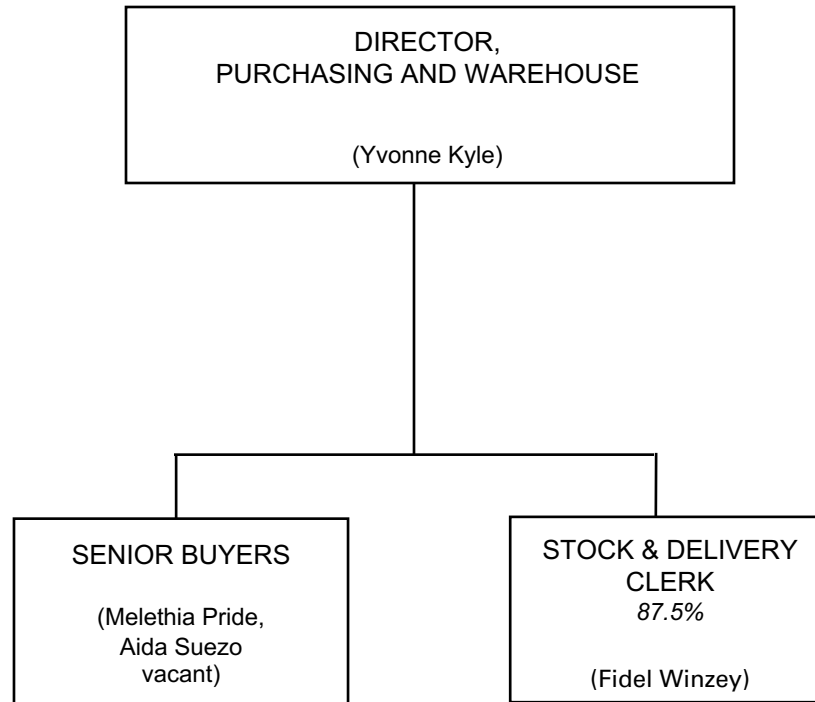 DIRECTOR,
PURCHASING AND WAREHOUSE
(Yvonne Kyle)
SENIOR BUYERS
(Melethia Pride,
Aida Suezo
vacant)
STOCK & DELIVERY
CLERK
87.5%
(Fidel Winzey)